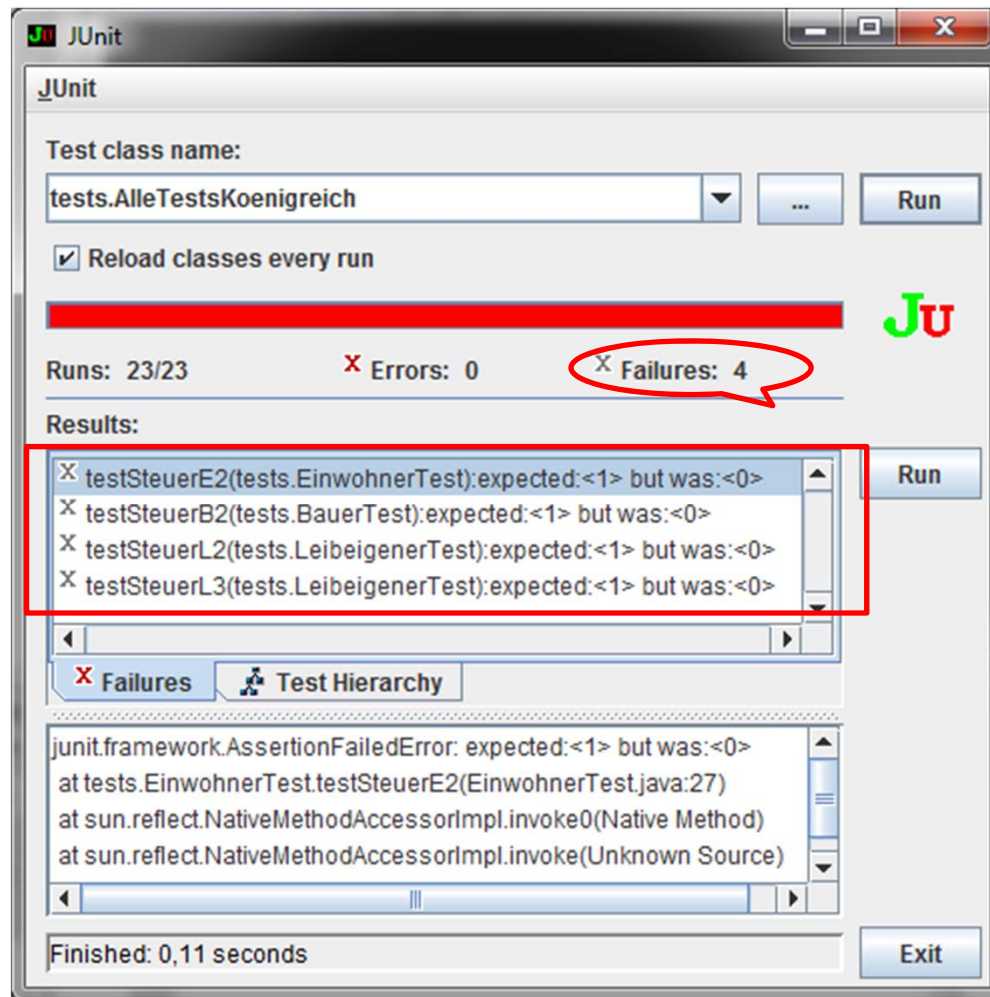 JU JUnit
JUnit
Test class name:
tests.AlleTestsKoenigreich ... Run
Reload classes every run
JU
Runs: 23/23 X Errors: 0 X Failures: 4
Results:
X testSteuerE2(tests.EinwohnerTest):expected:<1> but was:<0> Run
X testSteuerB2(tests.BauerTest):expected:<1> but was:<0>
X testSteuerL2(tests.LeibeigenerTest):expected:<1> but was:<0>
X testSteuerL3(tests.LeibeigenerTest):expected:<1> but was:<0>
X Failures Test Hierarchy
junit.framework.AssertionFailedError: expected:<1> but was:<0>
at tests.EinwohnerTest.testSteuerE2(EinwohnerTest.java:27)
at sun.reflect.NativeMethodAccessorImpl.invoke0(Native Method)
at sun.reflect.NativeMethodAccessorImpl.invoke(Unknown Source)
Finished: 0,11 seconds Exit